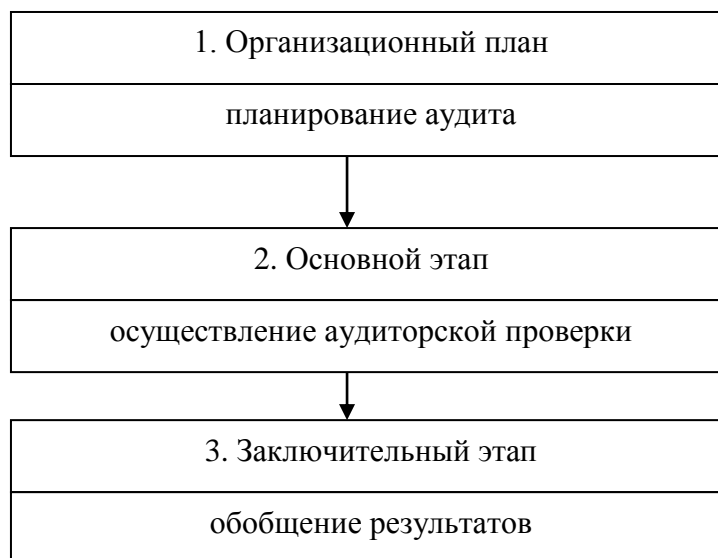 1. Организационный план
планирование аудита
2. Основной этап
осуществление аудиторской проверки
3. Заключительный этап
обобщение результатов